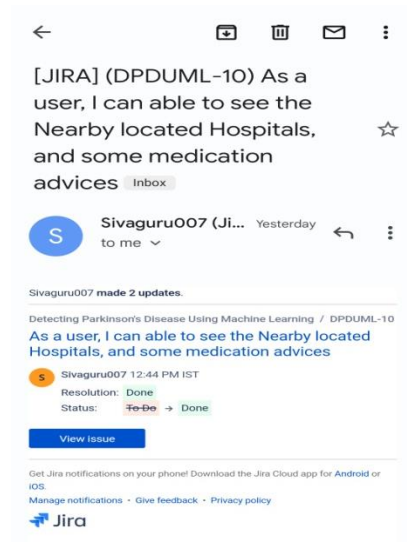 [JIRA] (DPDUML-10) As a
user, I can able to see the
Nearby located Hospitals,
and some medication
advices Inbox
S
Sivaguru007 (Ji... Yesterday
to me
Sivaguru007 made 2 updates.
Detecting Parkinson's Disease Using Machine Learning / DPDUML-10
As a user, I can able to see the Nearby located
Hospitals, and some medication advices
S Sivaguru007 12:44 PM IST
Resolution: Done
Status: To Do → Done
View issue
Get Jira notifications on your phone! Download the Jira Cloud app for Android or
iOS.
Manage notifications • Give feedback • Privacy policy
Jira